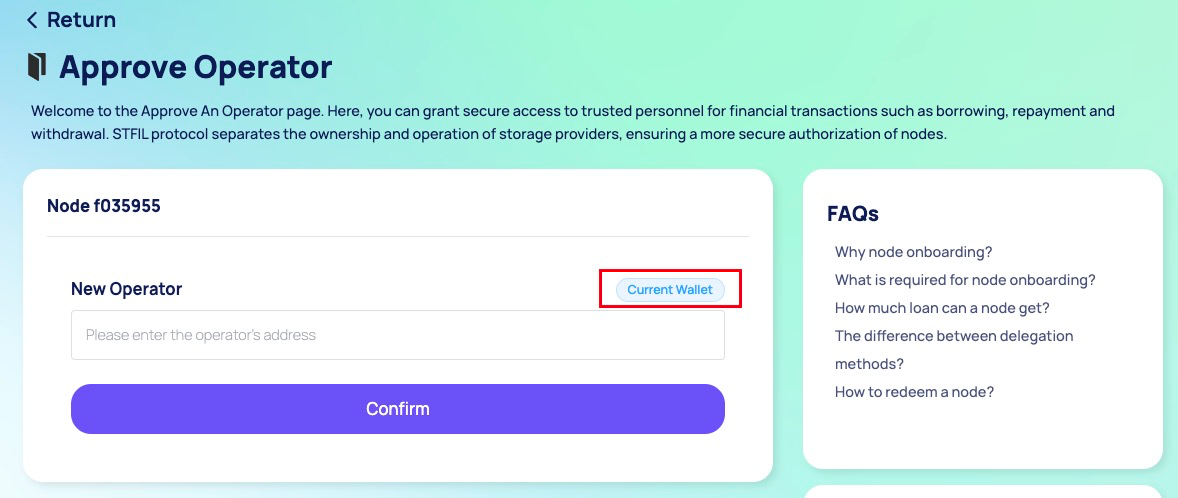 Return
Approve Operator
Welcome to the Approve An Operator page. Here, you can grant secure access to trusted personnel for financial transactions such as borrowing, repayment and
withdrawal. STFIL protocol separates the ownership and operation of storage providers, ensuring a more secure authorization of nodes.
Node f035955
New Operator
Current Wallet
Please enter the operator's address
Confirm
FAQs
Why node onboarding?
What is required for node onboarding?
How much loan can a node get?
The difference between delegation
methods?
How to redeem a node?